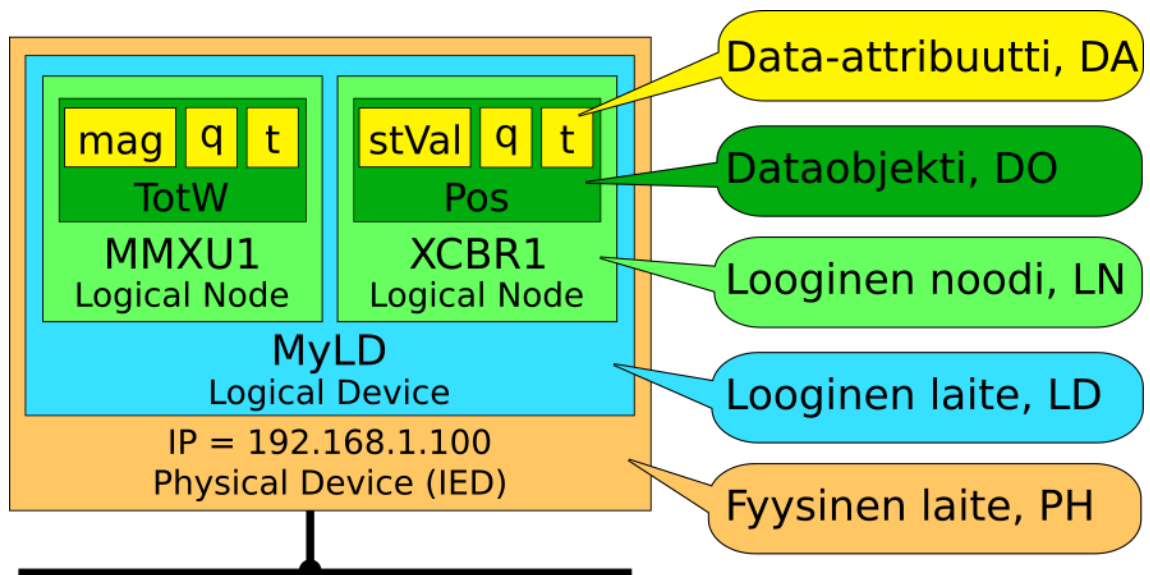 Data-attribuutti, DA
mag q t
stVal q t
Dataobjekti, DO
TotW
Pos
MMXU1
Logical Node
XCBR1
Logical Node
Looginen noodi, LN
MyLD
Logical Device
Looginen laite, LD
IP = 192.168.1.100
Physical Device (IED)
Fyysinen laite, PH